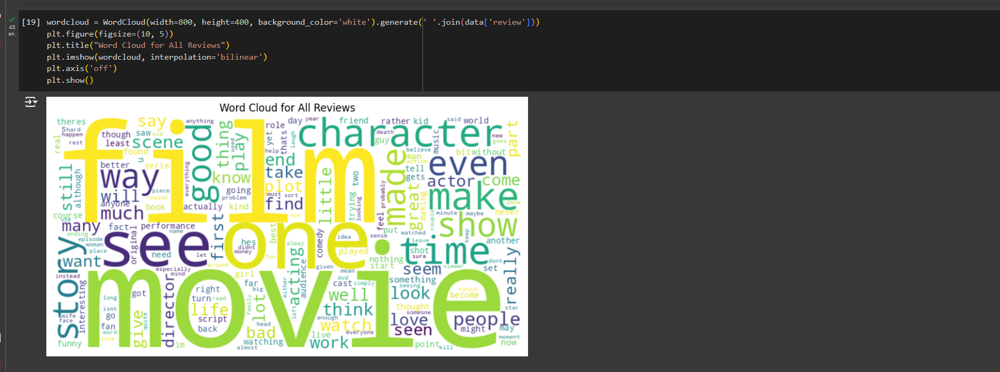 45
sn.
[19] wordcloud = WordCloud(width=800, height=400, background_color='white').generate(' '.join(data['review']))
plt.figure(figsize=(10, 5))
plt.title("Word Cloud for All Reviews")
plt.imshow(wordcloud, interpolation='bilinear')
plt.axis('off')
plt.show()
Word Cloud for All Reviews
film
movie
one
see
character
time
make
even
show
story
good
way
made
theres
say
anything
thing
role
day
year
friend
rather
kid
said
world
part
Shard
happen
though
saw
old
yet
thats
laugh
death
guy
music
new
goes
real
rest
least
scene
found
u
used
play
help
believe
bit
without
better
serie
everything
end
man
action
tell
gets
still
although
know
take
little
two
actor
come
will
piece
reason
going
problem
plot
must
sort
probably
great
making
anyone
book
actually
kind
find
trying
looking
done
course
use
much
eye
feel
minute
maybe
never
many
fact
performance
name
first
best
comedy
idea
sense
put
watched
couple
keep
ending
episode
woman
place
original
hes
didnt
money
alway
played
leave
another
want
need
let
fun
shot
sure
nothing
start
dont
set
really
especially
mind
around
acting
audience
given
mean
seem
viewer
instead
interesting
director
girl
far
big
either
dvd
cast
simply
something
seeing
long
got
right
turn
read
lot
family
left
well
look
father
become
isnt
go
life
script
think
thought
someone
star
wife
face
fan
word
line
give
quite
back
head
enough
watch
everyone
love
seen
people
might
may
moment
now
funny
im
bad
watching
almost
live
work
point
kill